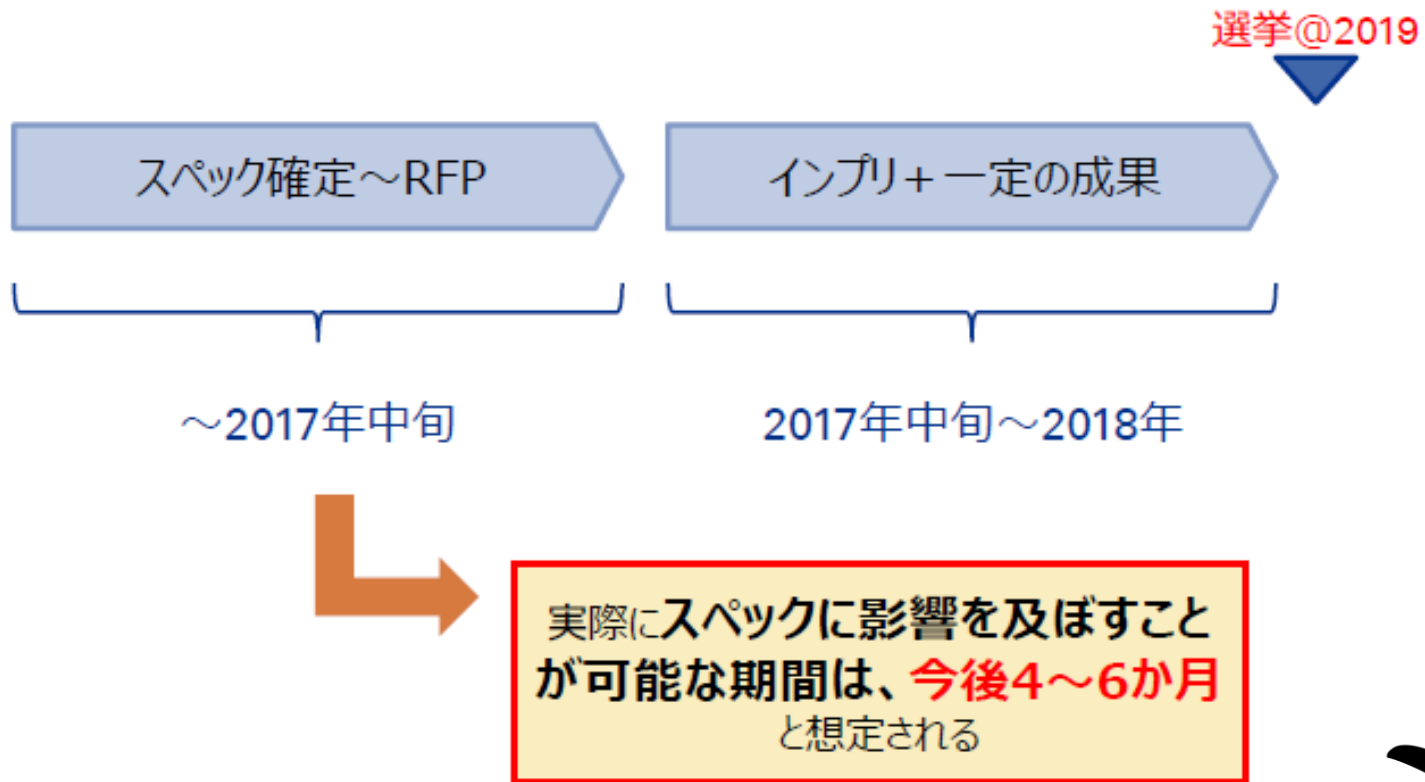 選挙@2019
スペック確定～RFP
インプリ+一定の成果
～2017年中旬
2017年中旬～2018年
実際にスペックに影響を及ぼすこと
が可能な期間は、今後4～6か月
と想定される